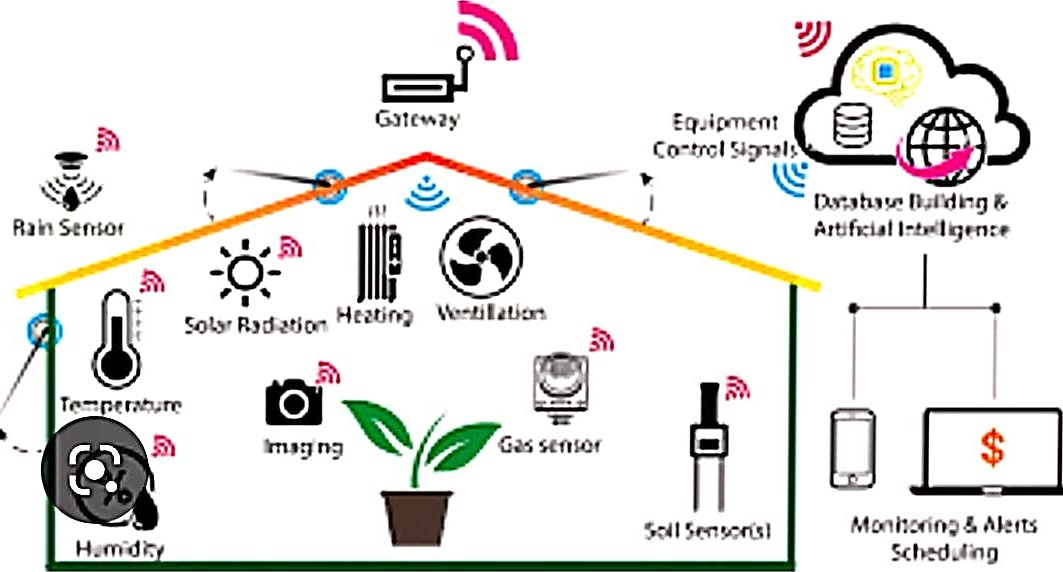 Gateway
Equipment
Control Signals
Rain Sensor
Database Building &
Artificial Intelligence
Solar Radiation
Heating
Ventillation
Temperature
Imaging
Gas sensor
%
Soil Sensor(s)
$
Monitoring & Alerts
Scheduling
Humidity